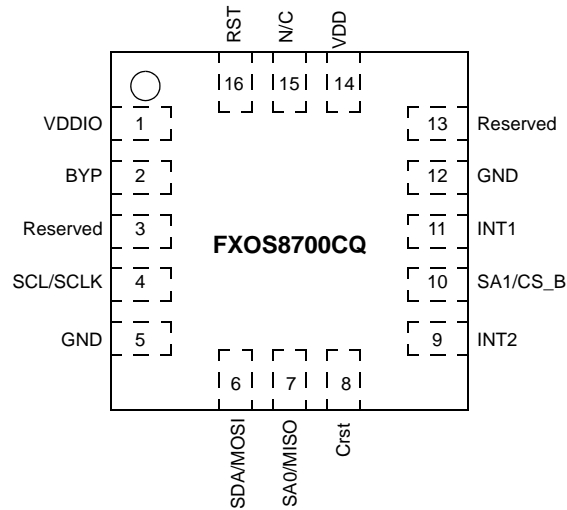 RST
N/C
VDD
16
15
14
VDDIO
1
13
Reserved
BYP
2
12
GND
Reserved
3
FXOS8700CQ
11
INT1
SCL/SCLK
4
10
SA1/CS_B
GND
5
9
INT2
6
7
8
SDA/MOSI
SA0/MISO
Crst